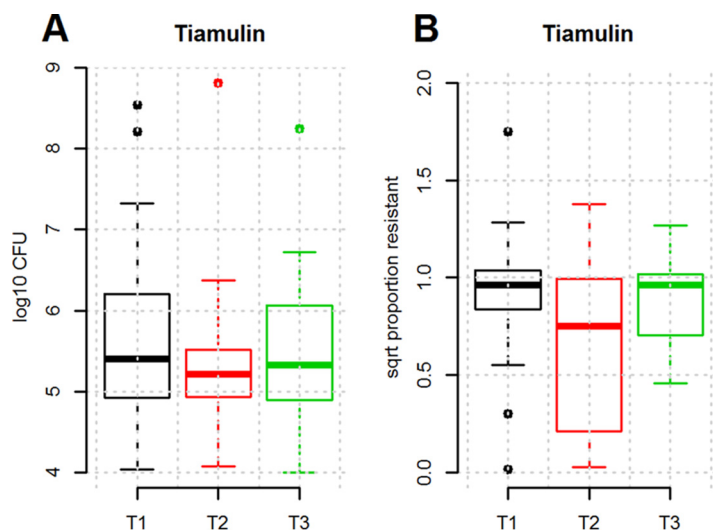 A
Tiamulin
log10 CFU
9
8
7
6
5
4
T1
T2
T3
B
Tiamulin
sqrt proportion resistant
2.0
1.5
1.0
0.5
0.0
T1
T2
T3